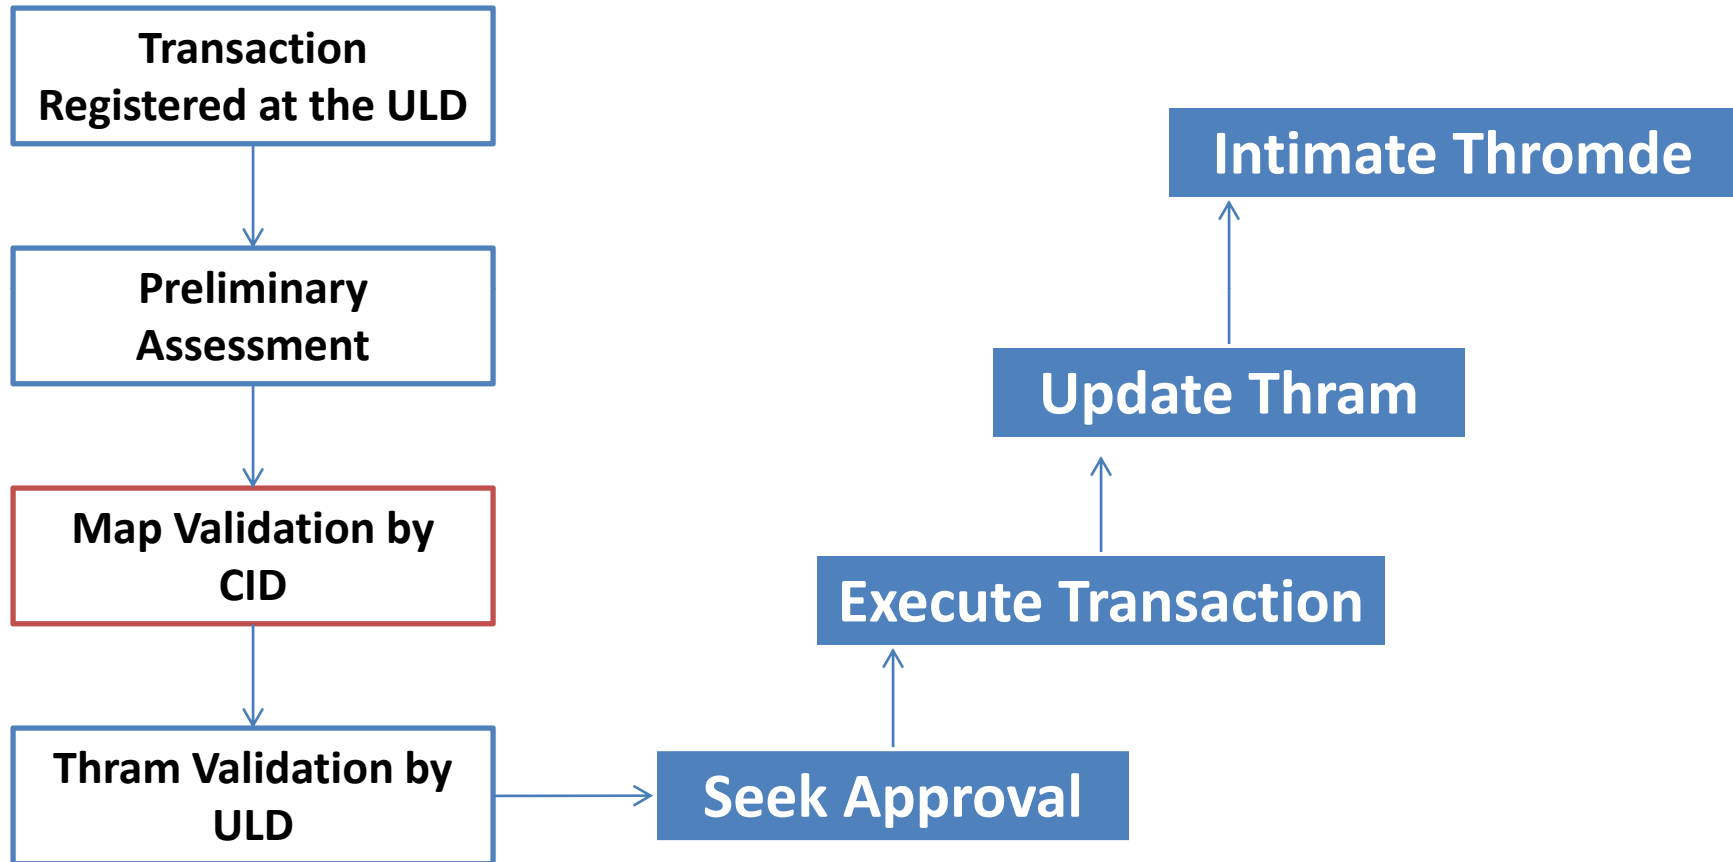 Transaction
Registered at the ULD
Preliminary
Assessment
Map Validation by
CID
Thram Validation by
ULD
Seek Approval
Execute Transaction
Update Thram
Intimate Thromde